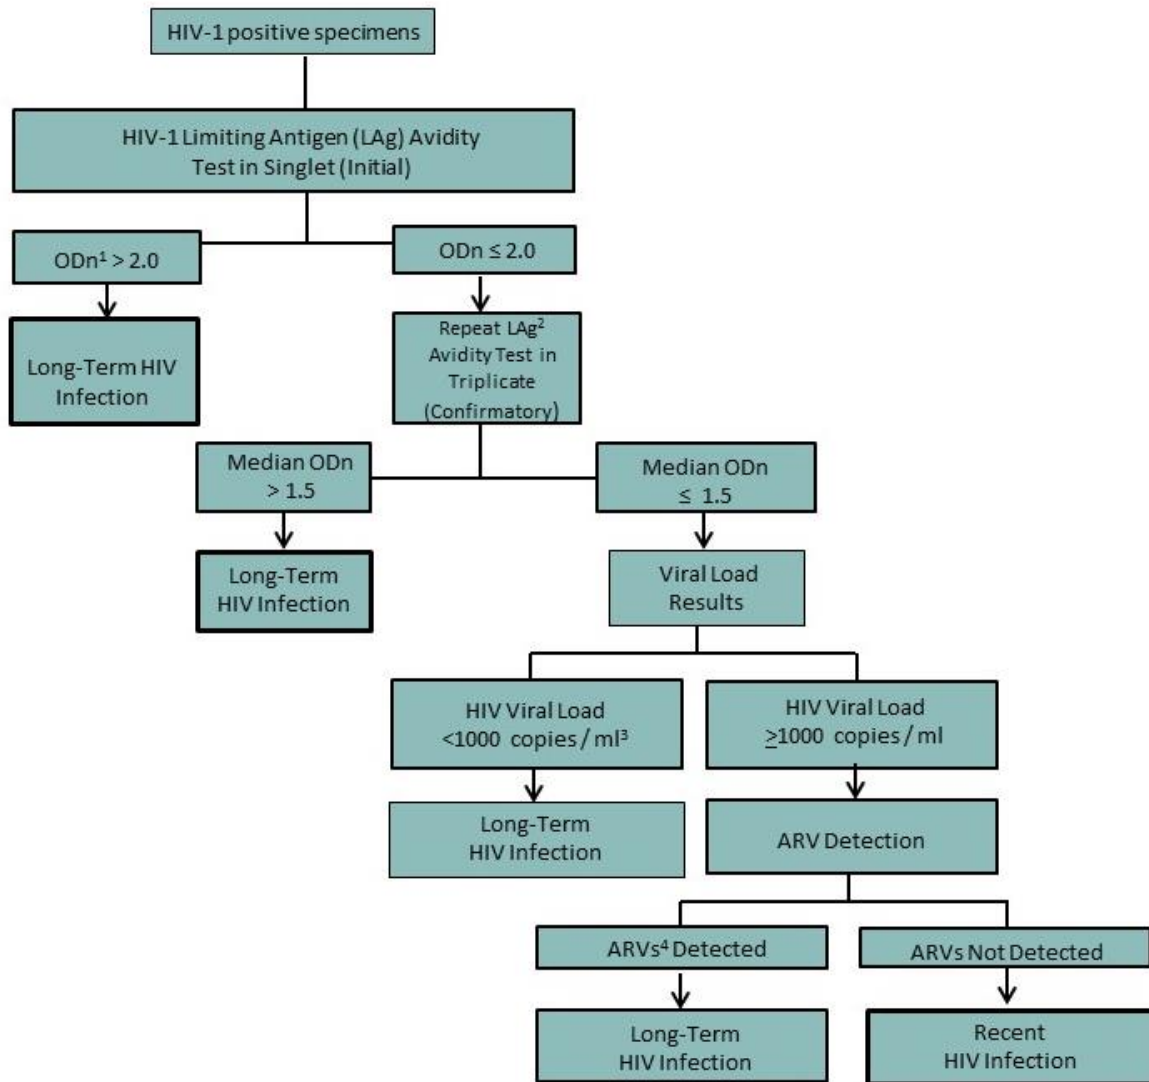 HIV-1 positive specimens
HIV-1 Limiting Antigen (LAg) Avidity
Test in Singlet (Initial)
ODn¹ > 2.0
ODn ≤ 2.0
Long-Term HIV
Infection
Repeat LAg²
Avidity Test in
Triplicate
(Confirmatory)
Median ODn
> 1.5
Median ODn
≤ 1.5
Long-Term
HIV Infection
Viral Load
Results
HIV Viral Load
<1000 copies / ml³
HIV Viral Load
≥1000 copies / ml
Long-Term
HIV Infection
ARV Detection
ARVs⁴ Detected
ARVs Not Detected
Long-Term
HIV Infection
Recent
HIV Infection